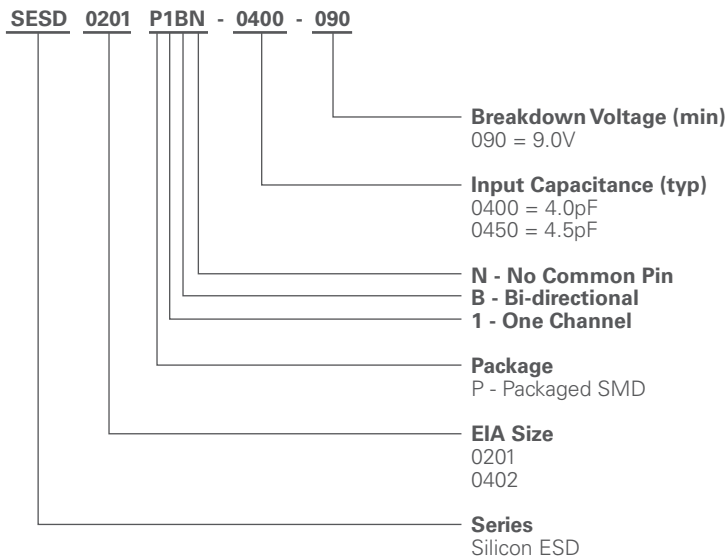 SESD 0201 P1BN - 0400 - 090
Breakdown Voltage (min)
090 = 9.0V
Input Capacitance (typ)
0400 = 4.0pF
0450 = 4.5pF
N - No Common Pin
B - Bi-directional
1 - One Channel
Package
P - Packaged SMD
EIA Size
0201
0402
Series
Silicon ESD